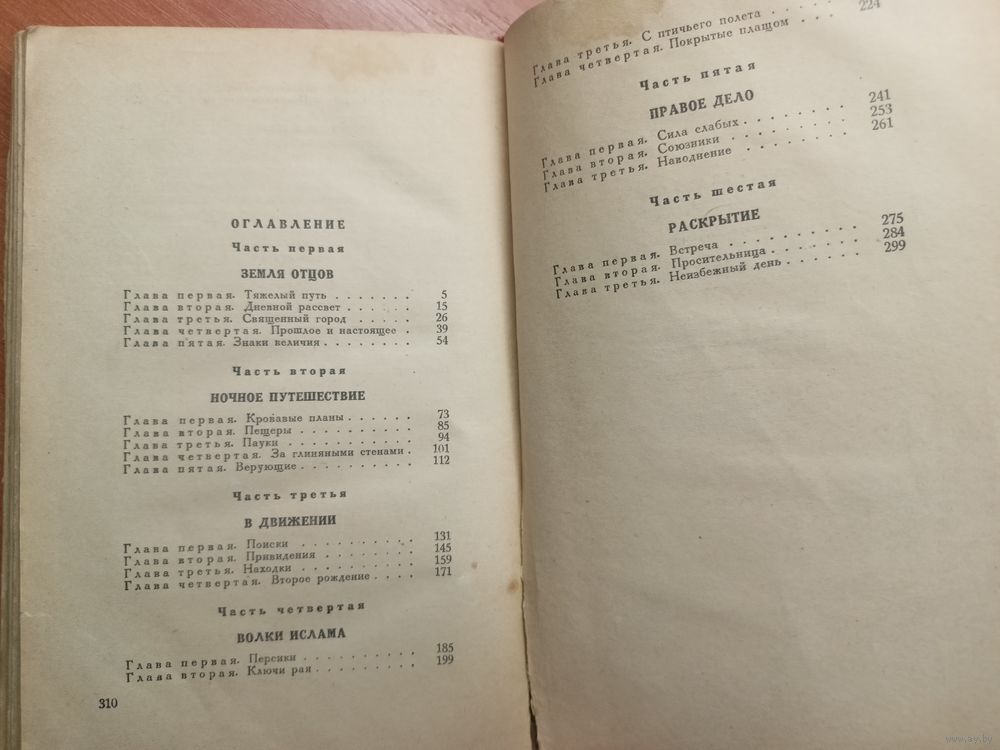 ОГЛАВЛЕНИЕ
Часть первая
ЗЕМЛЯ ОТЦОВ
Глава первая. Тяжелый путь . . . . . . . 5
Глава вторая. Дневной рассвет . . . . . . 15
Глава третья. Священный город . . . . . 26
Глава четвертая. Прошлое и настоящее . 39
Глава пятая. Знаки величия . . . . . . . . 54
Часть вторая
НОЧНОЕ ПУТЕШЕСТВИЕ
Глава первая. Кровавые планы . . . . . . 73
Глава вторая. Пещеры . . . . . . . . . . 85
Глава третья. Пауки . . . . . . . . . . . 94
Глава четвертая. За глиняными стенами . 101
Глава пятая. Верующие . . . . . . . . . . 112
Часть третья
В ДВИЖЕНИИ
Глава первая. Поиски . . . . . . . . . . 131
Глава вторая. Привидения . . . . . . . . 145
Глава третья. Находки . . . . . . . . . . 159
Глава четвертая. Второе рождение . . . . 171
Часть четвертая
ВОЛКИ ИСЛАМА
Глава первая. Персики . . . . . . . . . . 185
Глава вторая. Ключи рая . . . . . . . . . 199
310
Глава третья. С птичьего полета . . . . .
Глава четвертая. Покрытые плащом . . . 224
Часть пятая
ПРАВОЕ ДЕЛО
Глава первая. Сила слабых . . . . . . . . 241
Глава вторая. Союзники . . . . . . . . . 253
Глава третья. Наводнение . . . . . . . . 261
Часть шестая
РАСКРЫТИЕ
Глава первая. Встреча . . . . . . . . . . 275
Глава вторая. Просительница . . . . . . . 284
Глава третья. Неизбежный день . . . . . . 299
www.ay.by